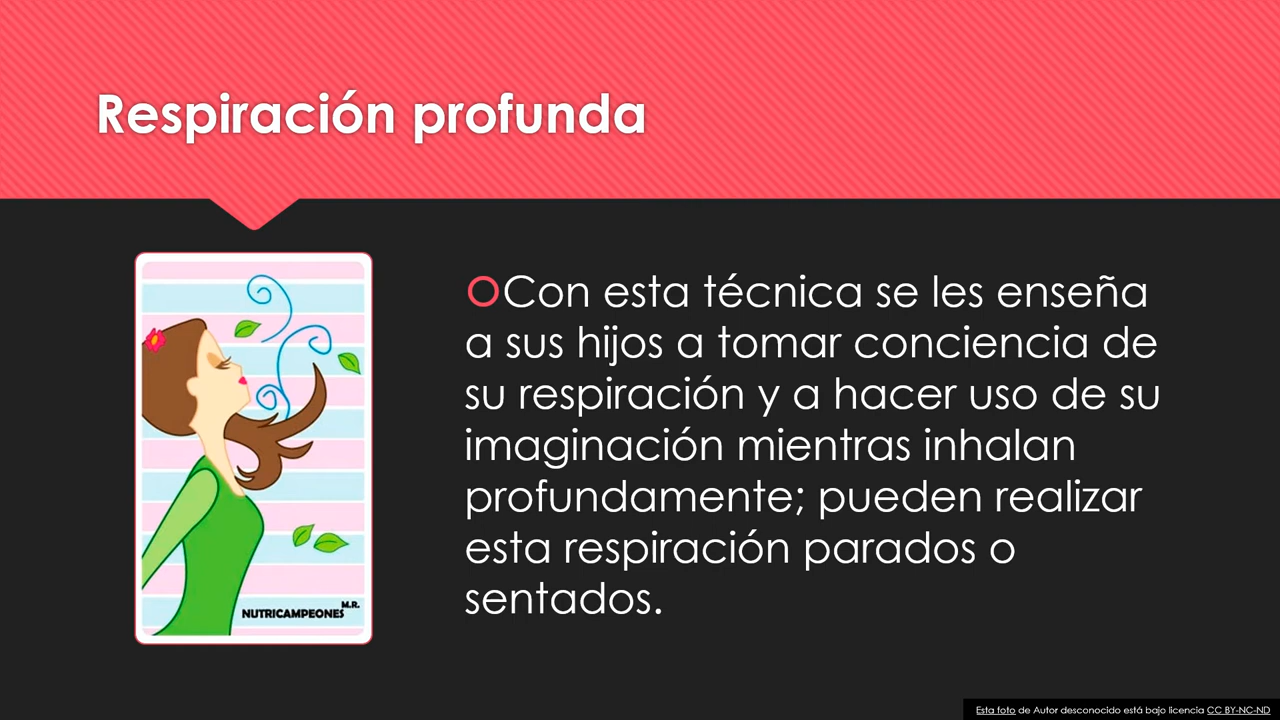 Respiración profunda
Con esta técnica se les enseña
a sus hijos a tomar conciencia de
su respiración y a hacer uso de su
imaginación mientras inhalan
profundamente; pueden realizar
esta respiración parados o
sentados.
M.R.
NUTRICAMPEONES
Esta foto de Autor desconocido está bajo licencia CC BY-NC-ND